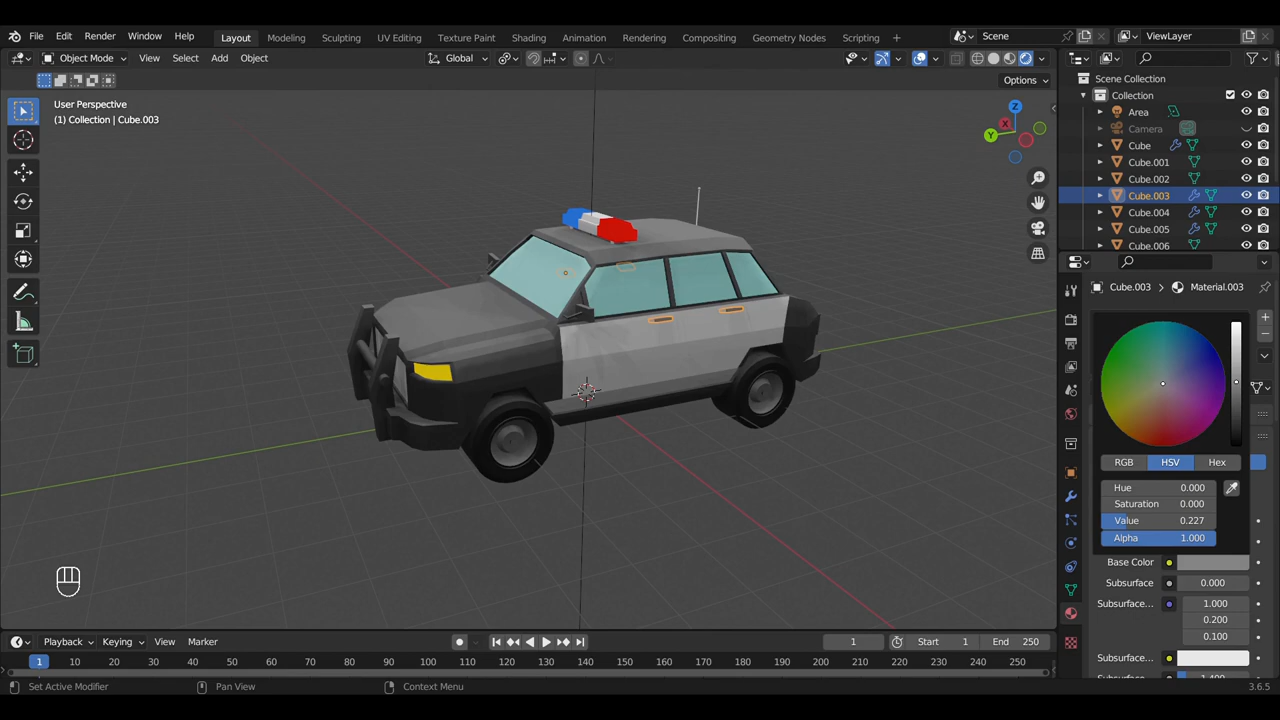 File Edit Render Window Help Layout Modeling Sculpting UV Editing Texture Paint Shading Animation Rendering Compositing Geometry Nodes Scripting + Scene ViewLayer
Object Mode View Select Add Object Global
Options
User Perspective
(1) Collection | Cube.003
Z
X
Y
Scene Collection
Collection
Area
Camera
Cube
Cube.001
Cube.002
Cube.003
Cube.004
Cube.005
Cube.006
Cube.003 > Material.003
RGB HSV Hex
Hue 0.000
Saturation 0.000
Value 0.227
Alpha 1.000
Base Color
Subsurface 0.000
Subsurface... 1.000
0.200
0.100
Subsurface...
Subsurface... 1.400
Playback Keying View Marker 1 Start 1 End 250
1 10 20 30 40 50 60 70 80 90 100 110 120 130 140 150 160 170 180 190 200 210 220 230 240 250
Set Active Modifier Pan View Context Menu 3.6.5